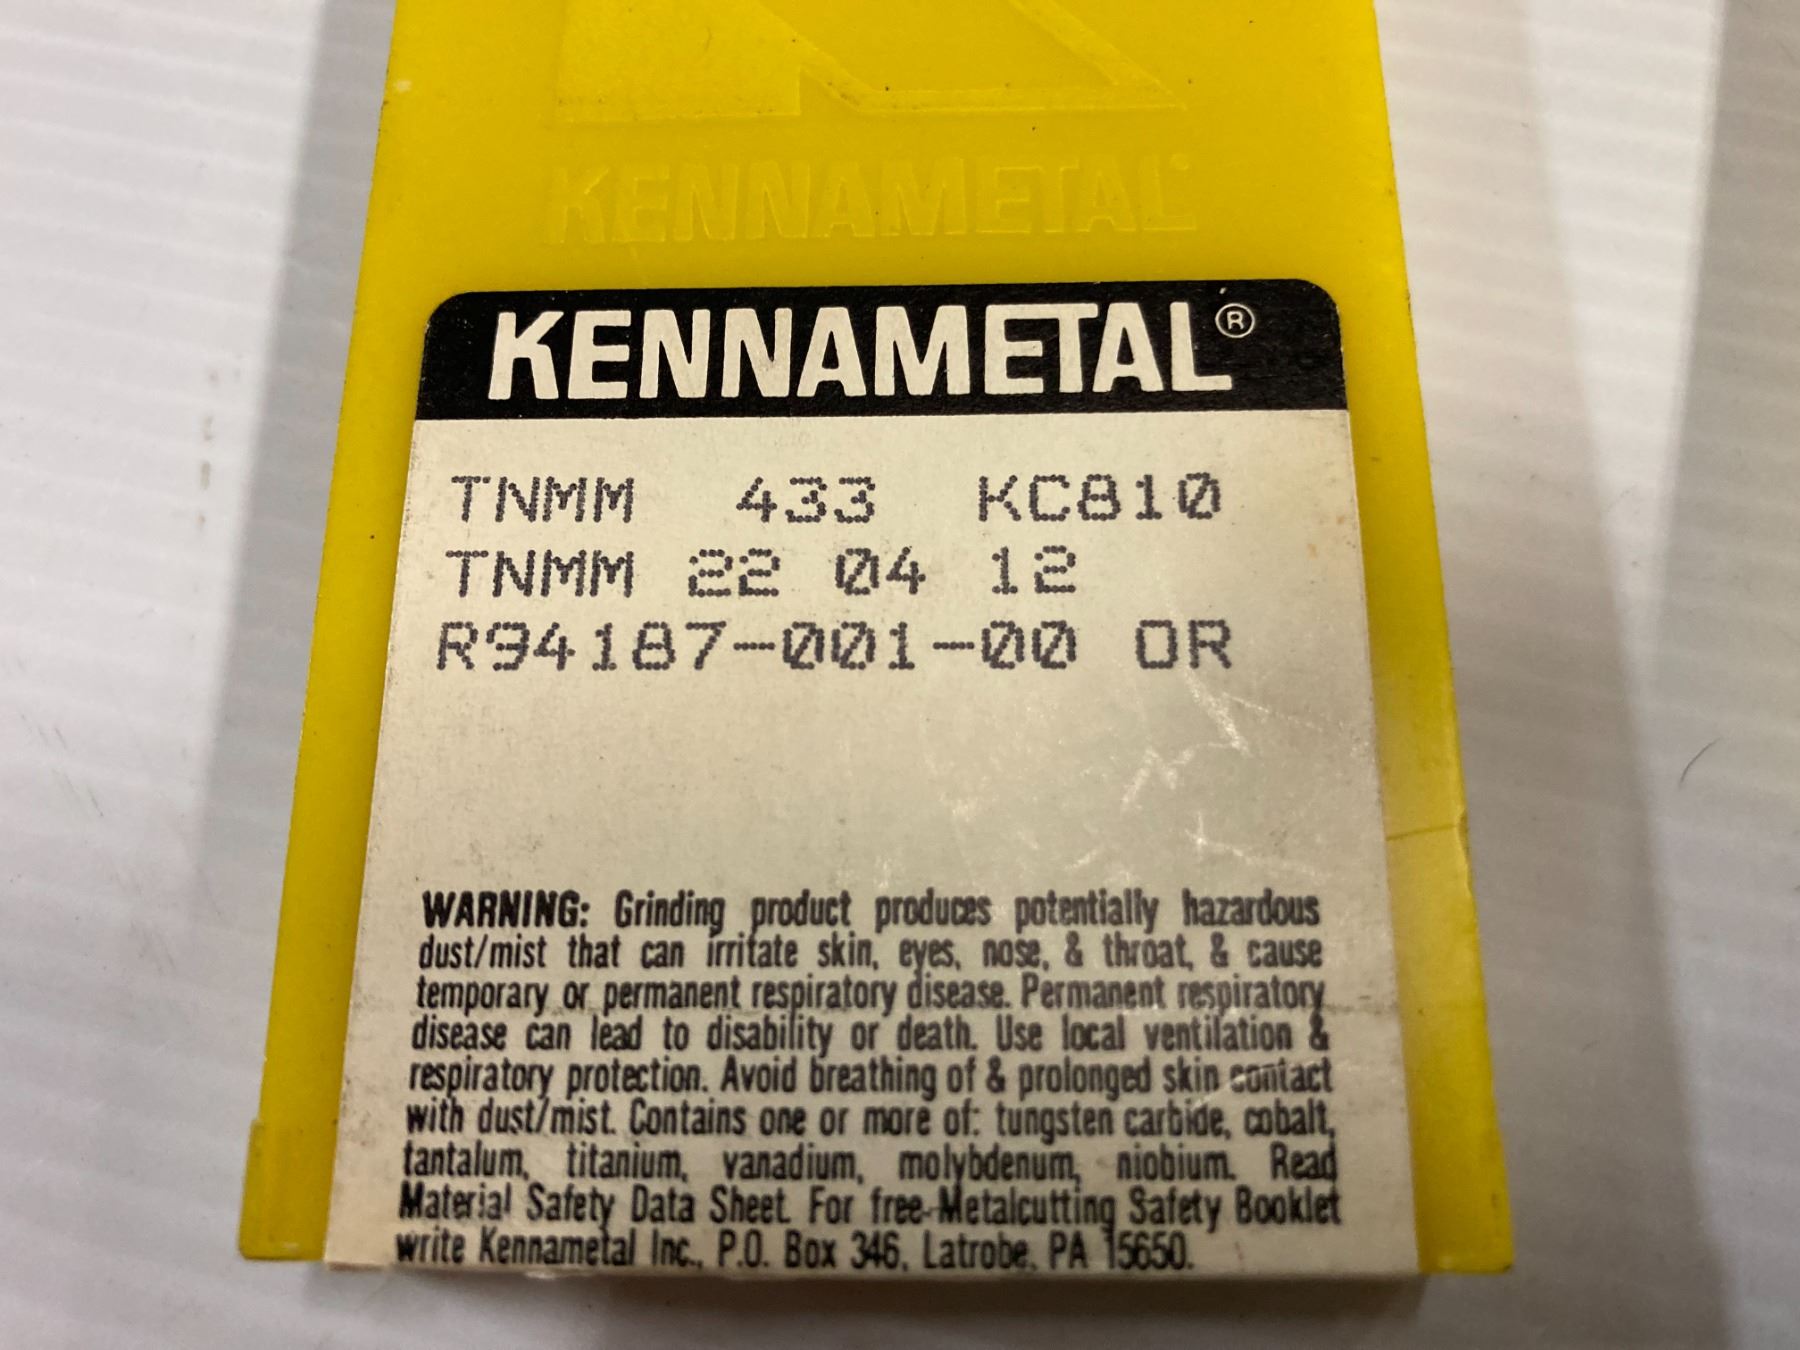 KENNAMETAL
KENNAMETAL®
TNMM 433 KC810
TNMM 22 04 12
R94187-001-00 OR
WARNING: Grinding product produces potentially hazardous
dust/mist that can irritate skin, eyes, nose, & throat, & cause
temporary or permanent respiratory disease. Permanent respiratory
disease can lead to disability or death. Use local ventilation &
respiratory protection. Avoid breathing of & prolonged skin contact
with dust/mist. Contains one or more of: tungsten carbide, cobalt,
tantalum, titanium, vanadium, molybdenum, niobium. Read
Material Safety Data Sheet. For free Metalcutting Safety Booklet
write Kennametal Inc., P.O. Box 346, Latrobe, PA 15650.